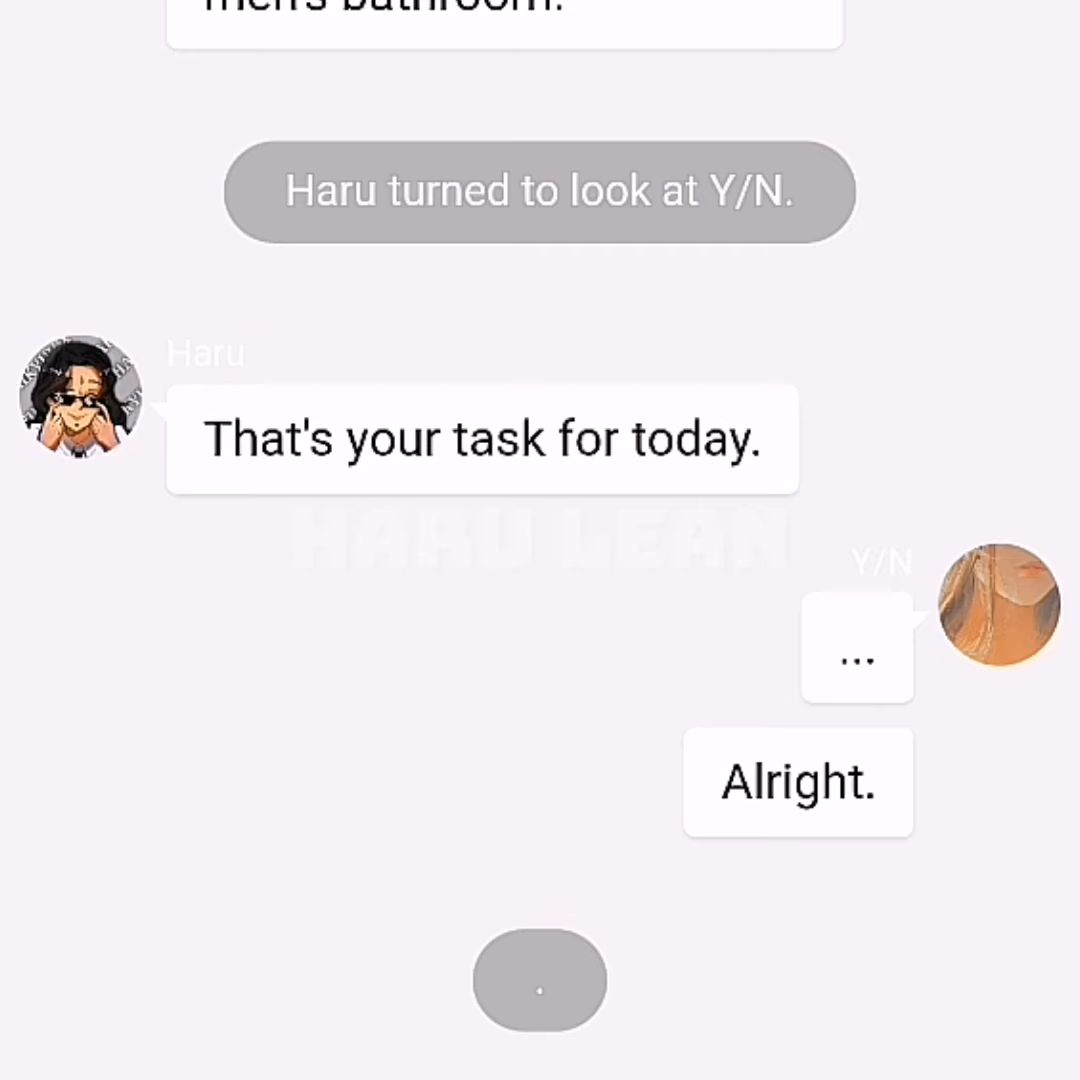 men's bathroom.
Haru turned to look at Y/N.
Haru
That's your task for today.
HARU LEAN
Y/N
...
Alright.
.